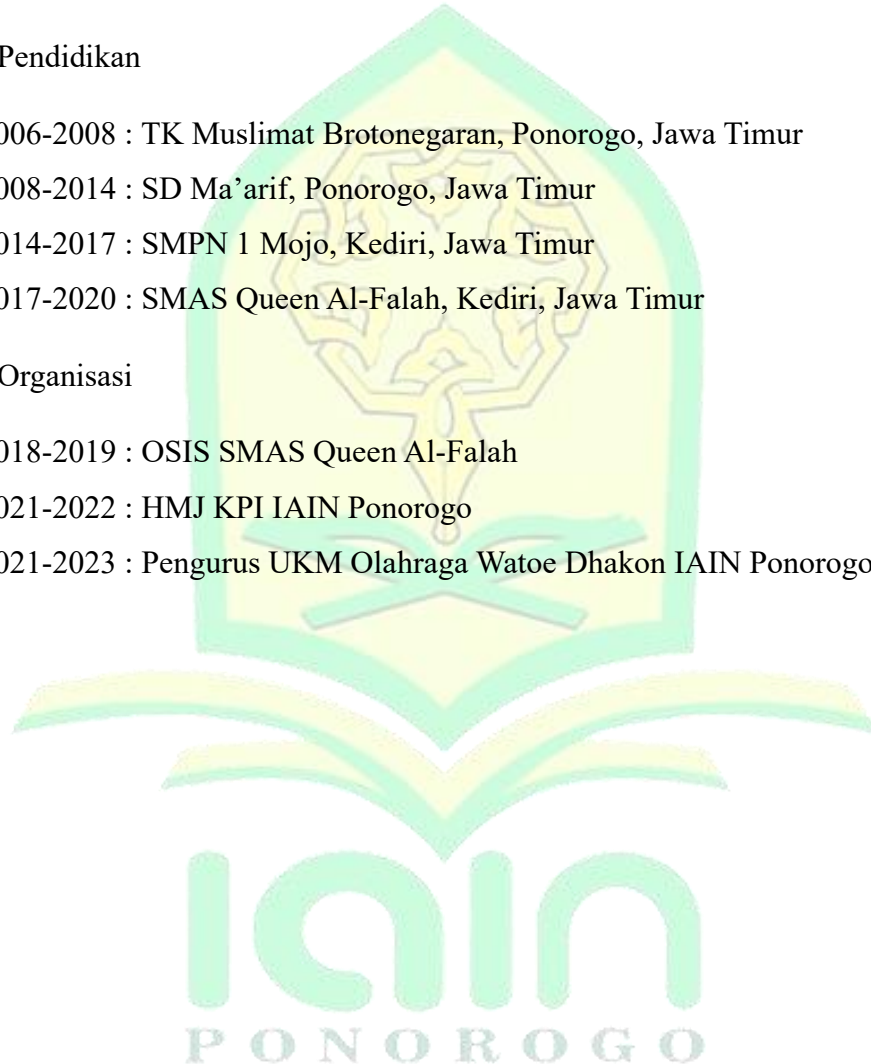 Pendidikan
006-2008 : TK Muslimat Brotonegaran, Ponorogo, Jawa Timur
008-2014 : SD Ma’arif, Ponorogo, Jawa Timur
014-2017 : SMPN 1 Mojo, Kediri, Jawa Timur
017-2020 : SMAS Queen Al-Falah, Kediri, Jawa Timur
Organisasi
018-2019 : OSIS SMAS Queen Al-Falah
021-2022 : HMJ KPI IAIN Ponorogo
021-2023 : Pengurus UKM Olahraga Watoe Dhakon IAIN Ponorogo
IAIN
PONOROGO